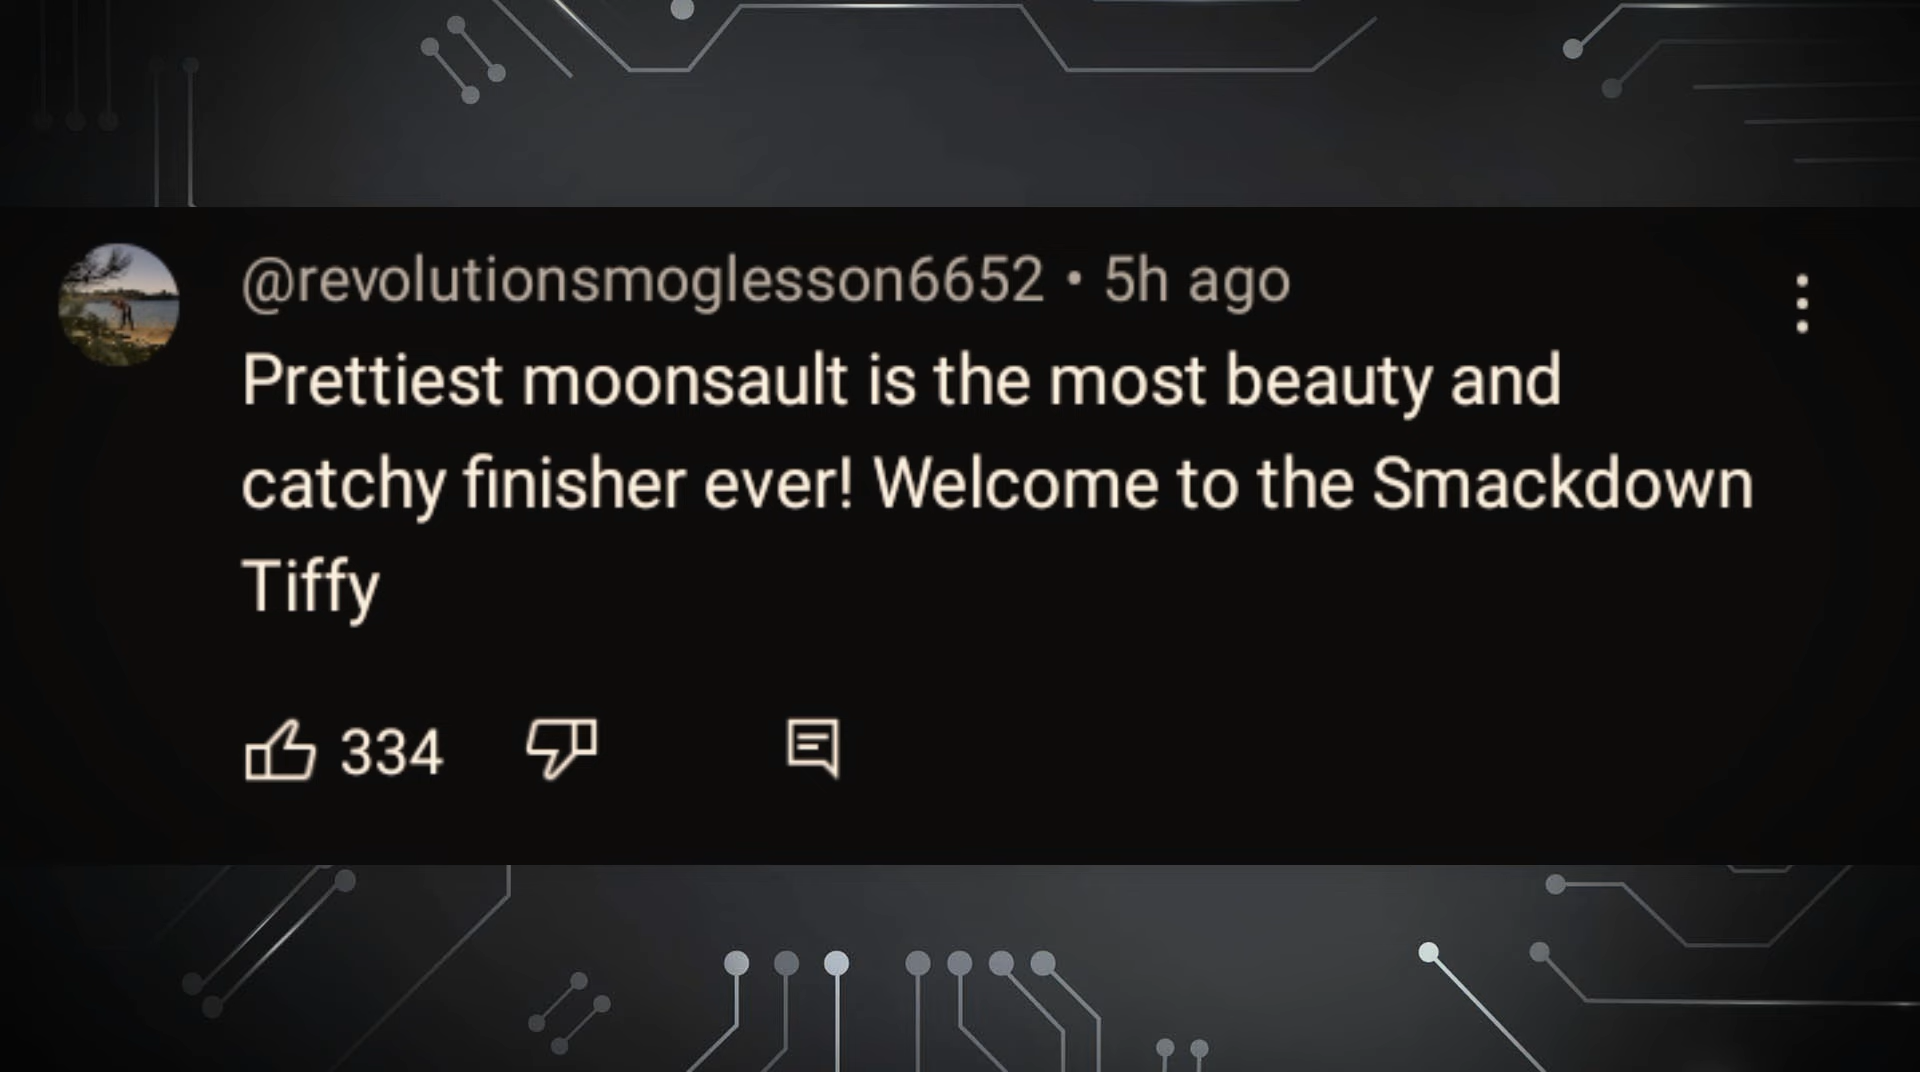 @revolutionsmoglesson6652 • 5h ago
Prettiest moonsault is the most beauty and
catchy finisher ever! Welcome to the Smackdown
Tiffy
334